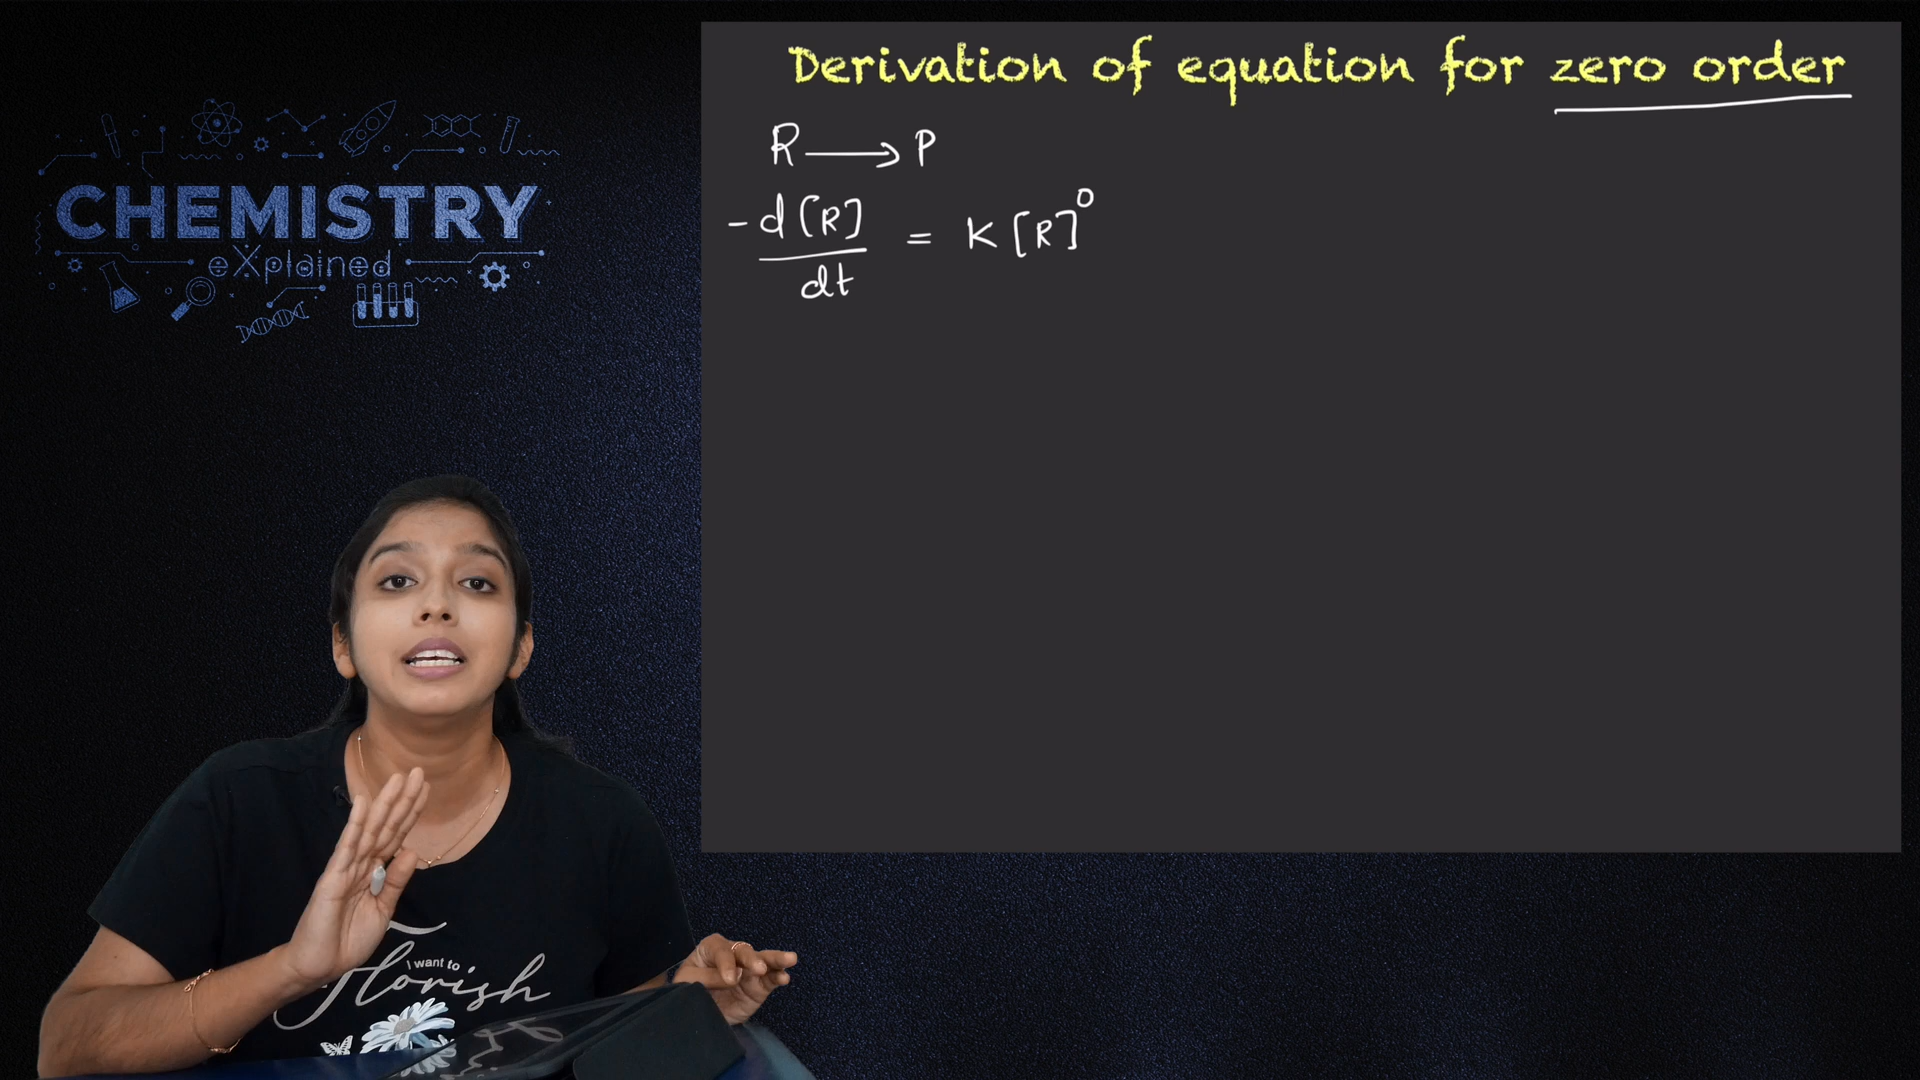 Derivation of equation for zero order
R ⟶ P
-d[R]/dt = K[R]⁰
CHEMISTRY
eXplained
I want to
florish